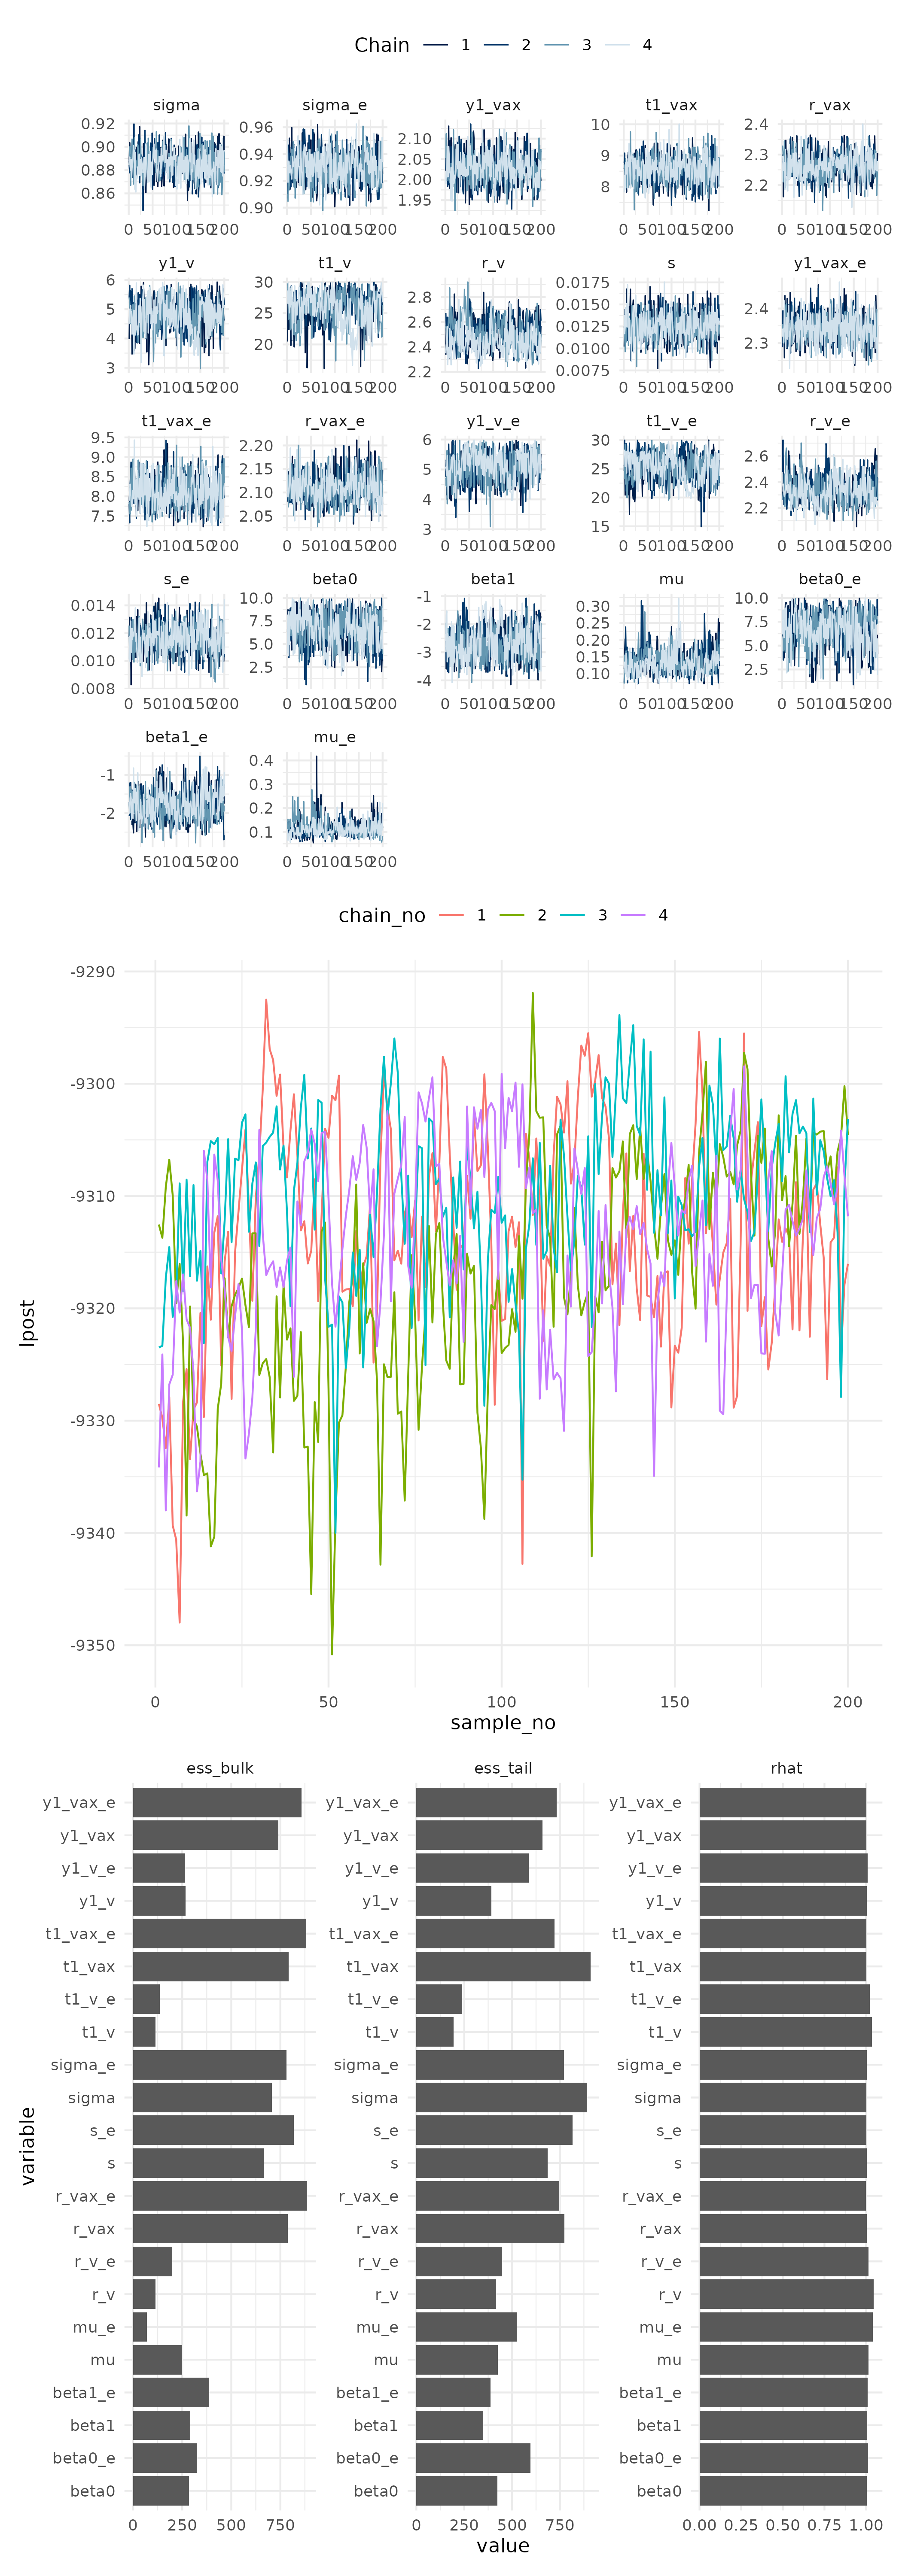 Chain 1 2 3 4
sigma sigma_e y1_vax t1_vax r_vax
0.92 0.90 0.88 0.86
0.96 0.94 0.92 0.90
2.10 2.05 2.00 1.95
10 9 8
2.4 2.3 2.2
0 50 100 150 200 0 50 100 150 200 0 50 100 150 200 0 50 100 150 200 0 50 100 150 200
y1_v t1_v r_v s y1_vax_e
6 5 4 3
30 25 20
2.8 2.6 2.4 2.2
0.0175 0.0150 0.0125 0.0100 0.0075
2.4 2.3
0 50 100 150 200 0 50 100 150 200 0 50 100 150 200 0 50 100 150 200 0 50 100 150 200
t1_vax_e r_vax_e y1_v_e t1_v_e r_v_e
9.5 9.0 8.5 8.0 7.5
2.20 2.15 2.10 2.05
6 5 4 3
30 25 20 15
2.6 2.4 2.2
0 50 100 150 200 0 50 100 150 200 0 50 100 150 200 0 50 100 150 200 0 50 100 150 200
s_e beta0 beta1 mu beta0_e
0.014 0.012 0.010 0.008
10.0 7.5 5.0 2.5
-1 -2 -3 -4
0.30 0.25 0.20 0.15 0.10
10.0 7.5 5.0 2.5
0 50 100 150 200 0 50 100 150 200 0 50 100 150 200 0 50 100 150 200 0 50 100 150 200
beta1_e mu_e
-1 -2
0.4 0.3 0.2 0.1
0 50 100 150 200 0 50 100 150 200
chain_no 1 2 3 4
lpost
-9290
-9300
-9310
-9320
-9330
-9340
-9350
0 50 100 150 200
sample_no
ess_bulk ess_tail rhat
variable
y1_vax_e y1_vax_e y1_vax_e
y1_vax y1_vax y1_vax
y1_v_e y1_v_e y1_v_e
y1_v y1_v y1_v
t1_vax_e t1_vax_e t1_vax_e
t1_vax t1_vax t1_vax
t1_v_e t1_v_e t1_v_e
t1_v t1_v t1_v
sigma_e sigma_e sigma_e
sigma sigma sigma
s_e s_e s_e
s s s
r_vax_e r_vax_e r_vax_e
r_vax r_vax r_vax
r_v_e r_v_e r_v_e
r_v r_v r_v
mu_e mu_e mu_e
mu mu mu
beta1_e beta1_e beta1_e
beta1 beta1 beta1
beta0_e beta0_e beta0_e
beta0 beta0 beta0
0 250 500 750 0 250 500 750 0.00 0.25 0.50 0.75 1.00
value